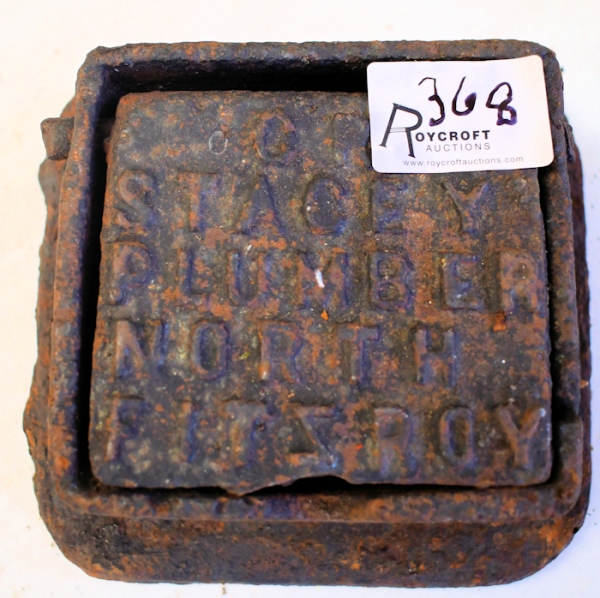 368
ROYCROFT
AUCTIONS
www.roycroftauctions.com
STACEY
PLUMBER
NORTH
FITZROY